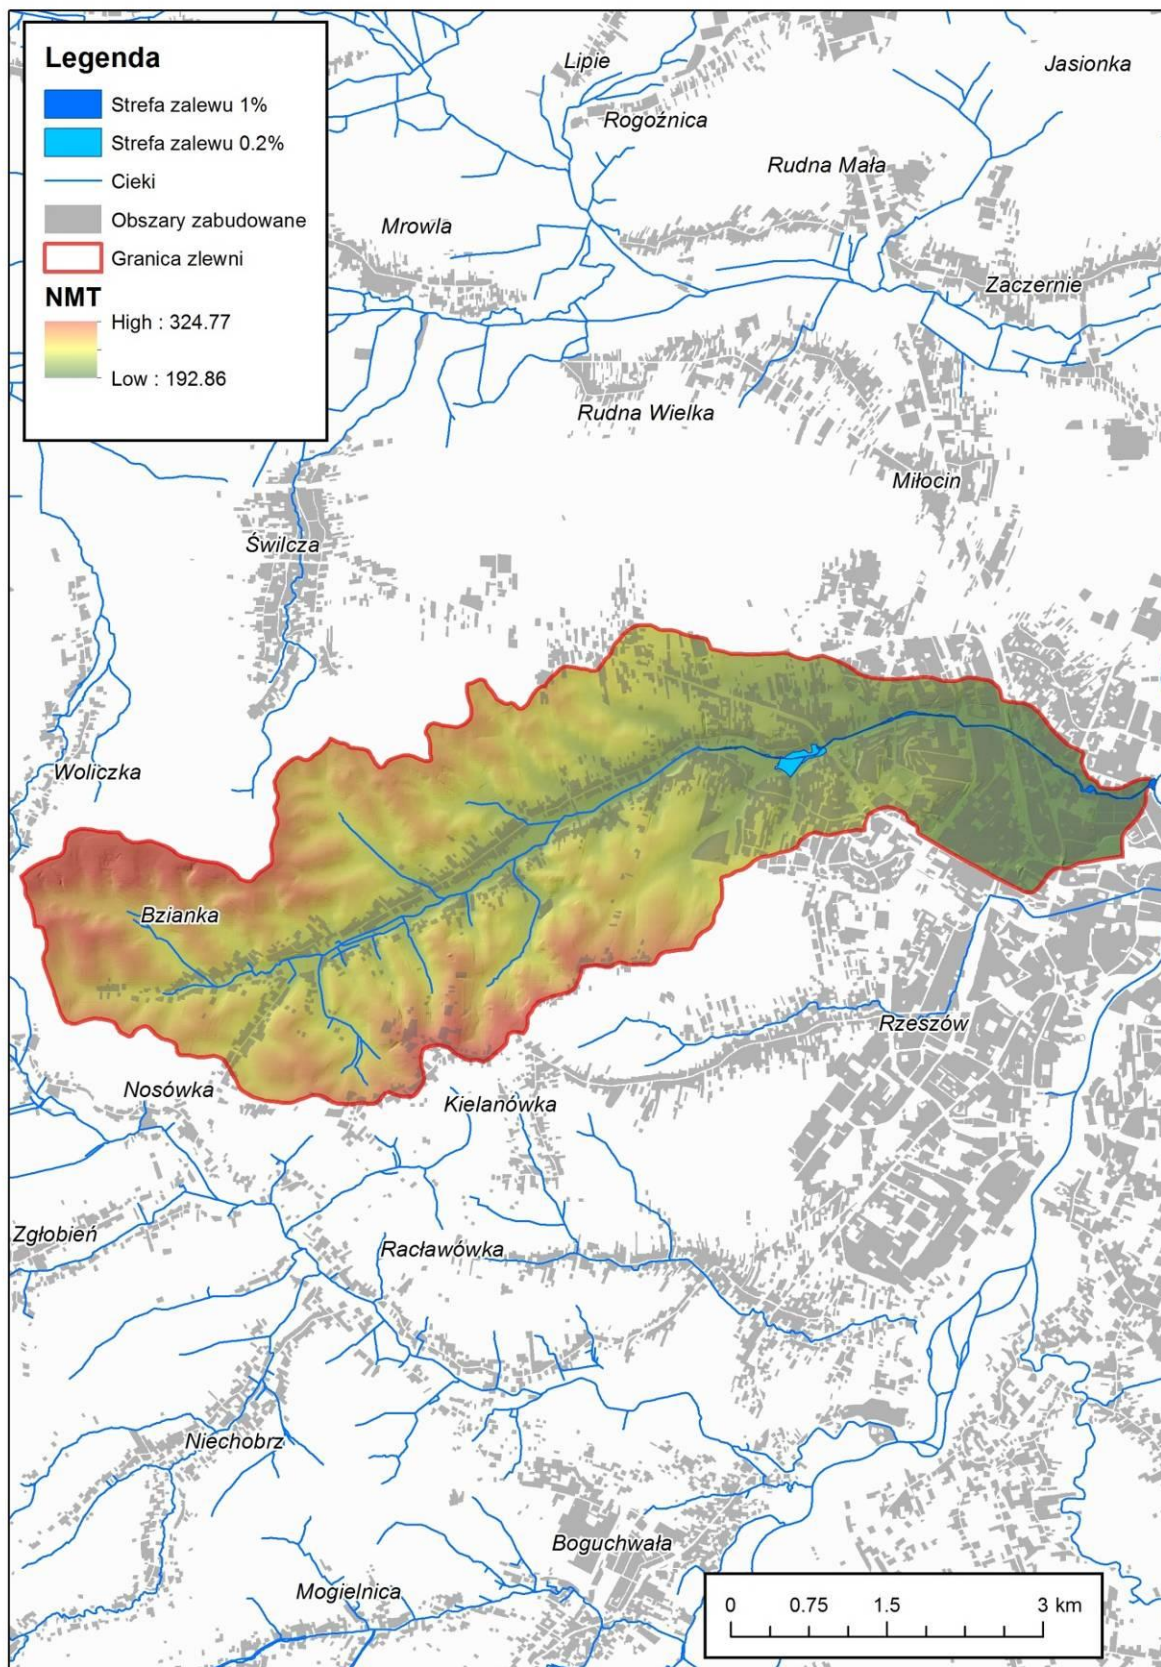 Legenda
Strefa zalewu 1%
Strefa zalewu 0.2%
Cieki
Obszary zabudowane
Granica zlewni
NMT
High : 324.77
Low : 192.86
Lipie
Jasionka
Rogoźnica
Rudna Mała
Mrowla
Zaczernie
Rudna Wielka
Miłocin
Świlcza
Woliczka
Bzianka
Rzeszów
Nosówka
Kielanówka
Zgłobień
Racławówka
Niechobrz
Boguchwała
Mogielnica
0 0.75 1.5 3 km